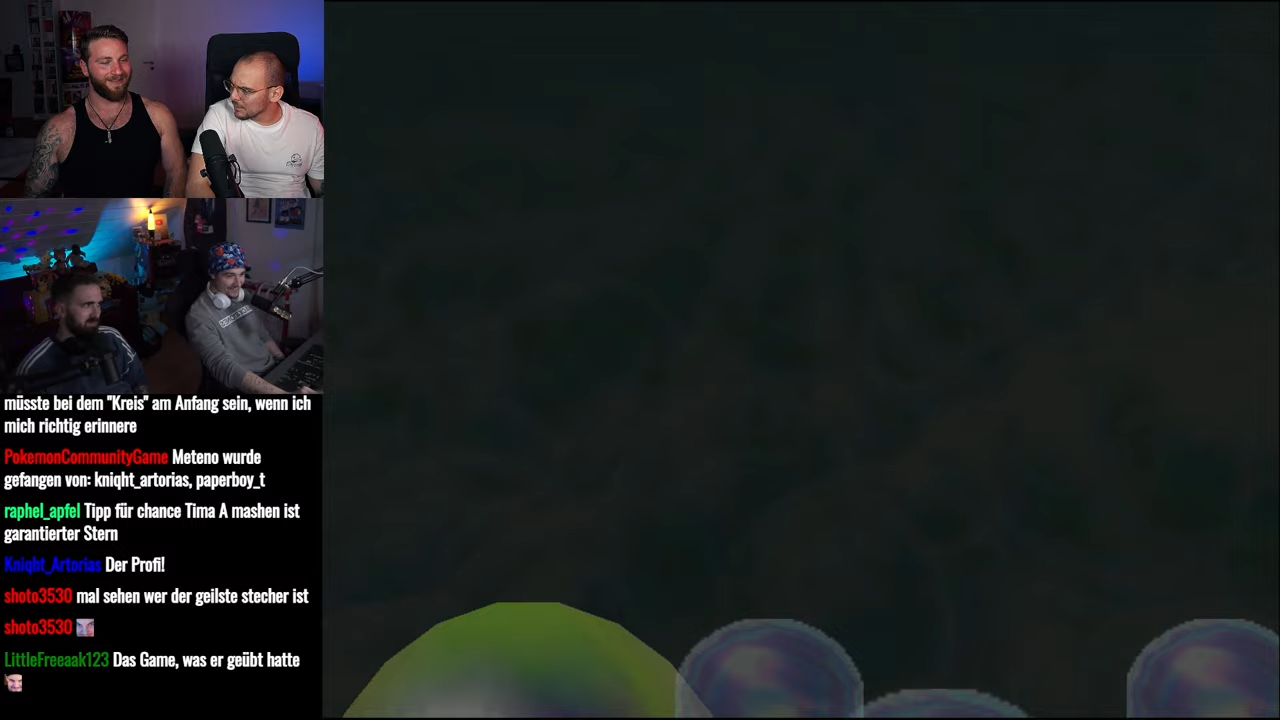 müsste bei dem "Kreis" am Anfang sein, wenn ich
mich richtig erinnere
PokemonCommunityGame Meteno wurde
gefangen von: kniqht_artorias, paperboy_t
raphel_apfel Tipp für chance Tima A mashen ist
garantierter Stern
Kniqht_Artorias Der Profi!
shoto3530 mal sehen wer der geilste stecher ist
shoto3530
LittleFreeaak123 Das Game, was er geübt hatte